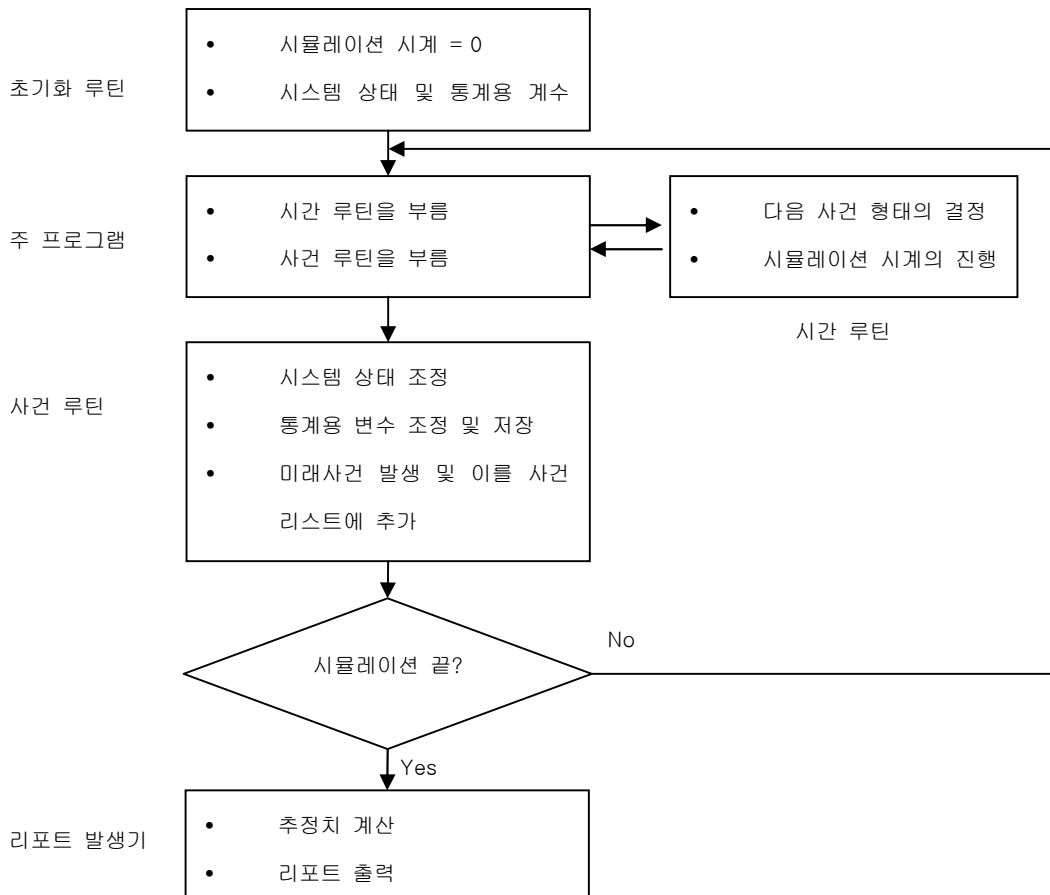 • 시뮬레이션 시계 = 0
초기화 루틴
• 시스템 상태 및 통계용 계수
주 프로그램
• 시간 루틴을 부름
• 사건 루틴을 부름
• 다음 사건 형태의 결정
• 시뮬레이션 시계의 진행
시간 루틴
사건 루틴
• 시스템 상태 조정
• 통계용 변수 조정 및 저장
• 미래사건 발생 및 이를 사건
리스트에 추가
시뮬레이션 끝?
No
Yes
리포트 발생기
• 추정치 계산
• 리포트 출력